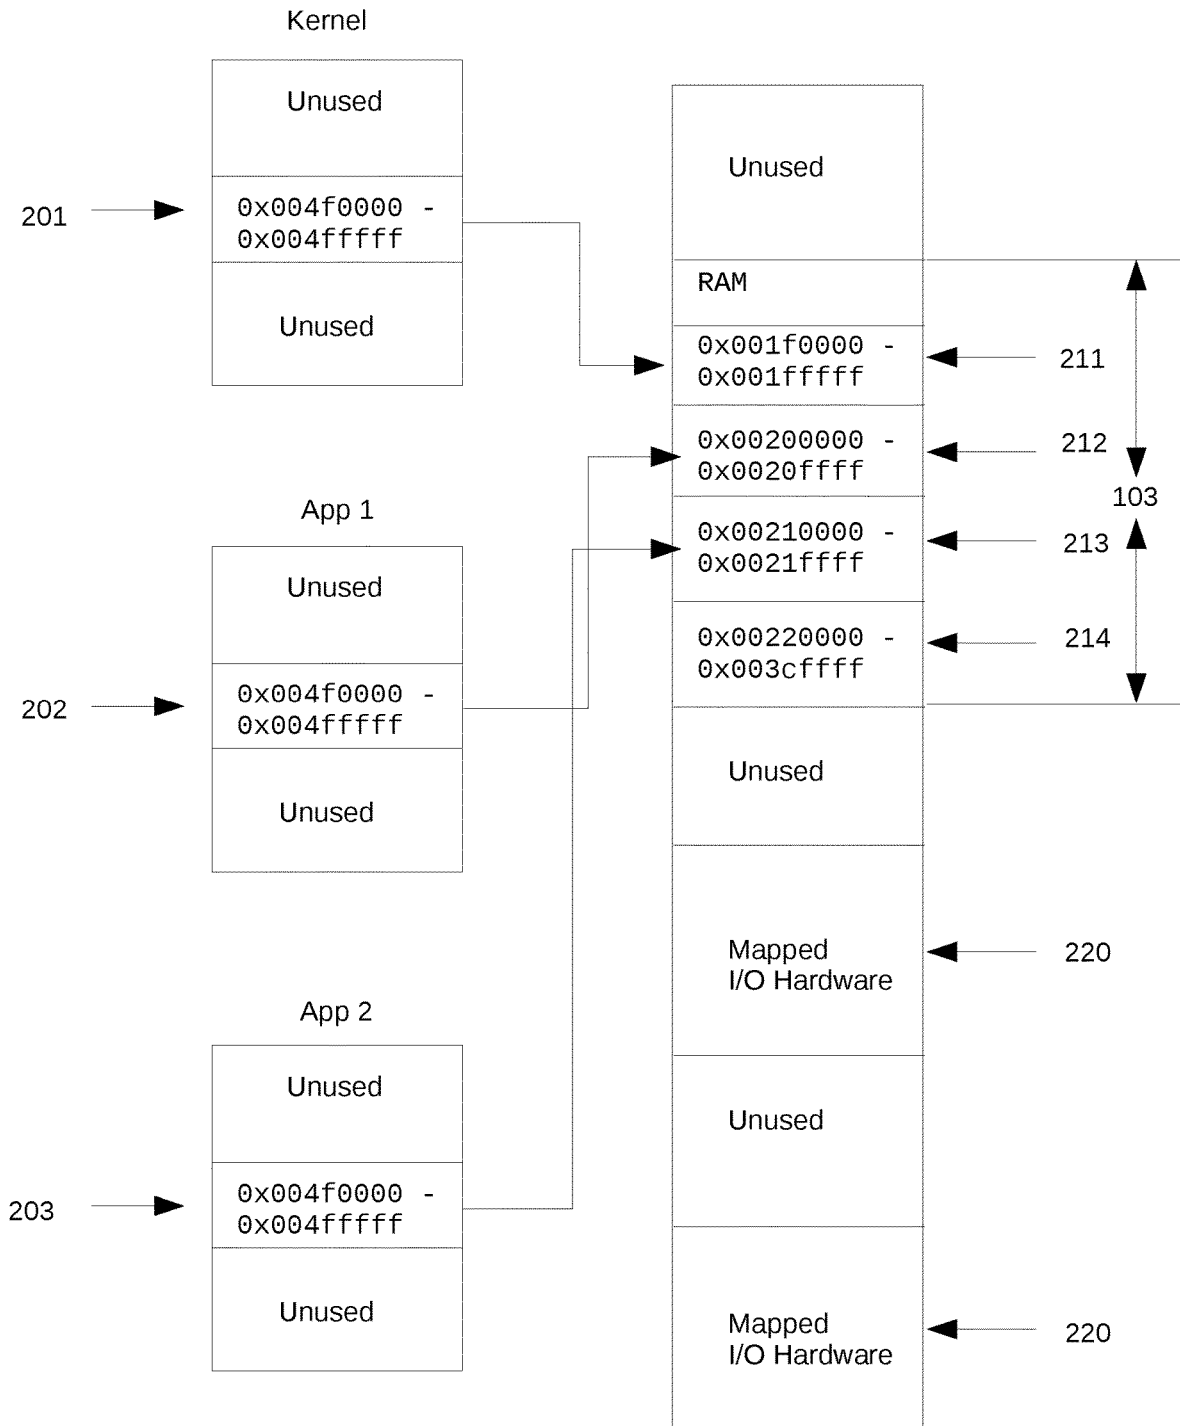 Kernel
Unused
201
0x004f0000 -
0x004fffff
Unused
App 1
Unused
202
0x004f0000 -
0x004fffff
Unused
App 2
Unused
203
0x004f0000 -
0x004fffff
Unused
Unused
RAM
0x001f0000 -
0x001fffff
211
0x00200000 -
0x0020ffff
212
103
0x00210000 -
0x0021ffff
213
0x00220000 -
0x003cffff
214
Unused
Mapped
I/O Hardware
220
Unused
Mapped
I/O Hardware
220